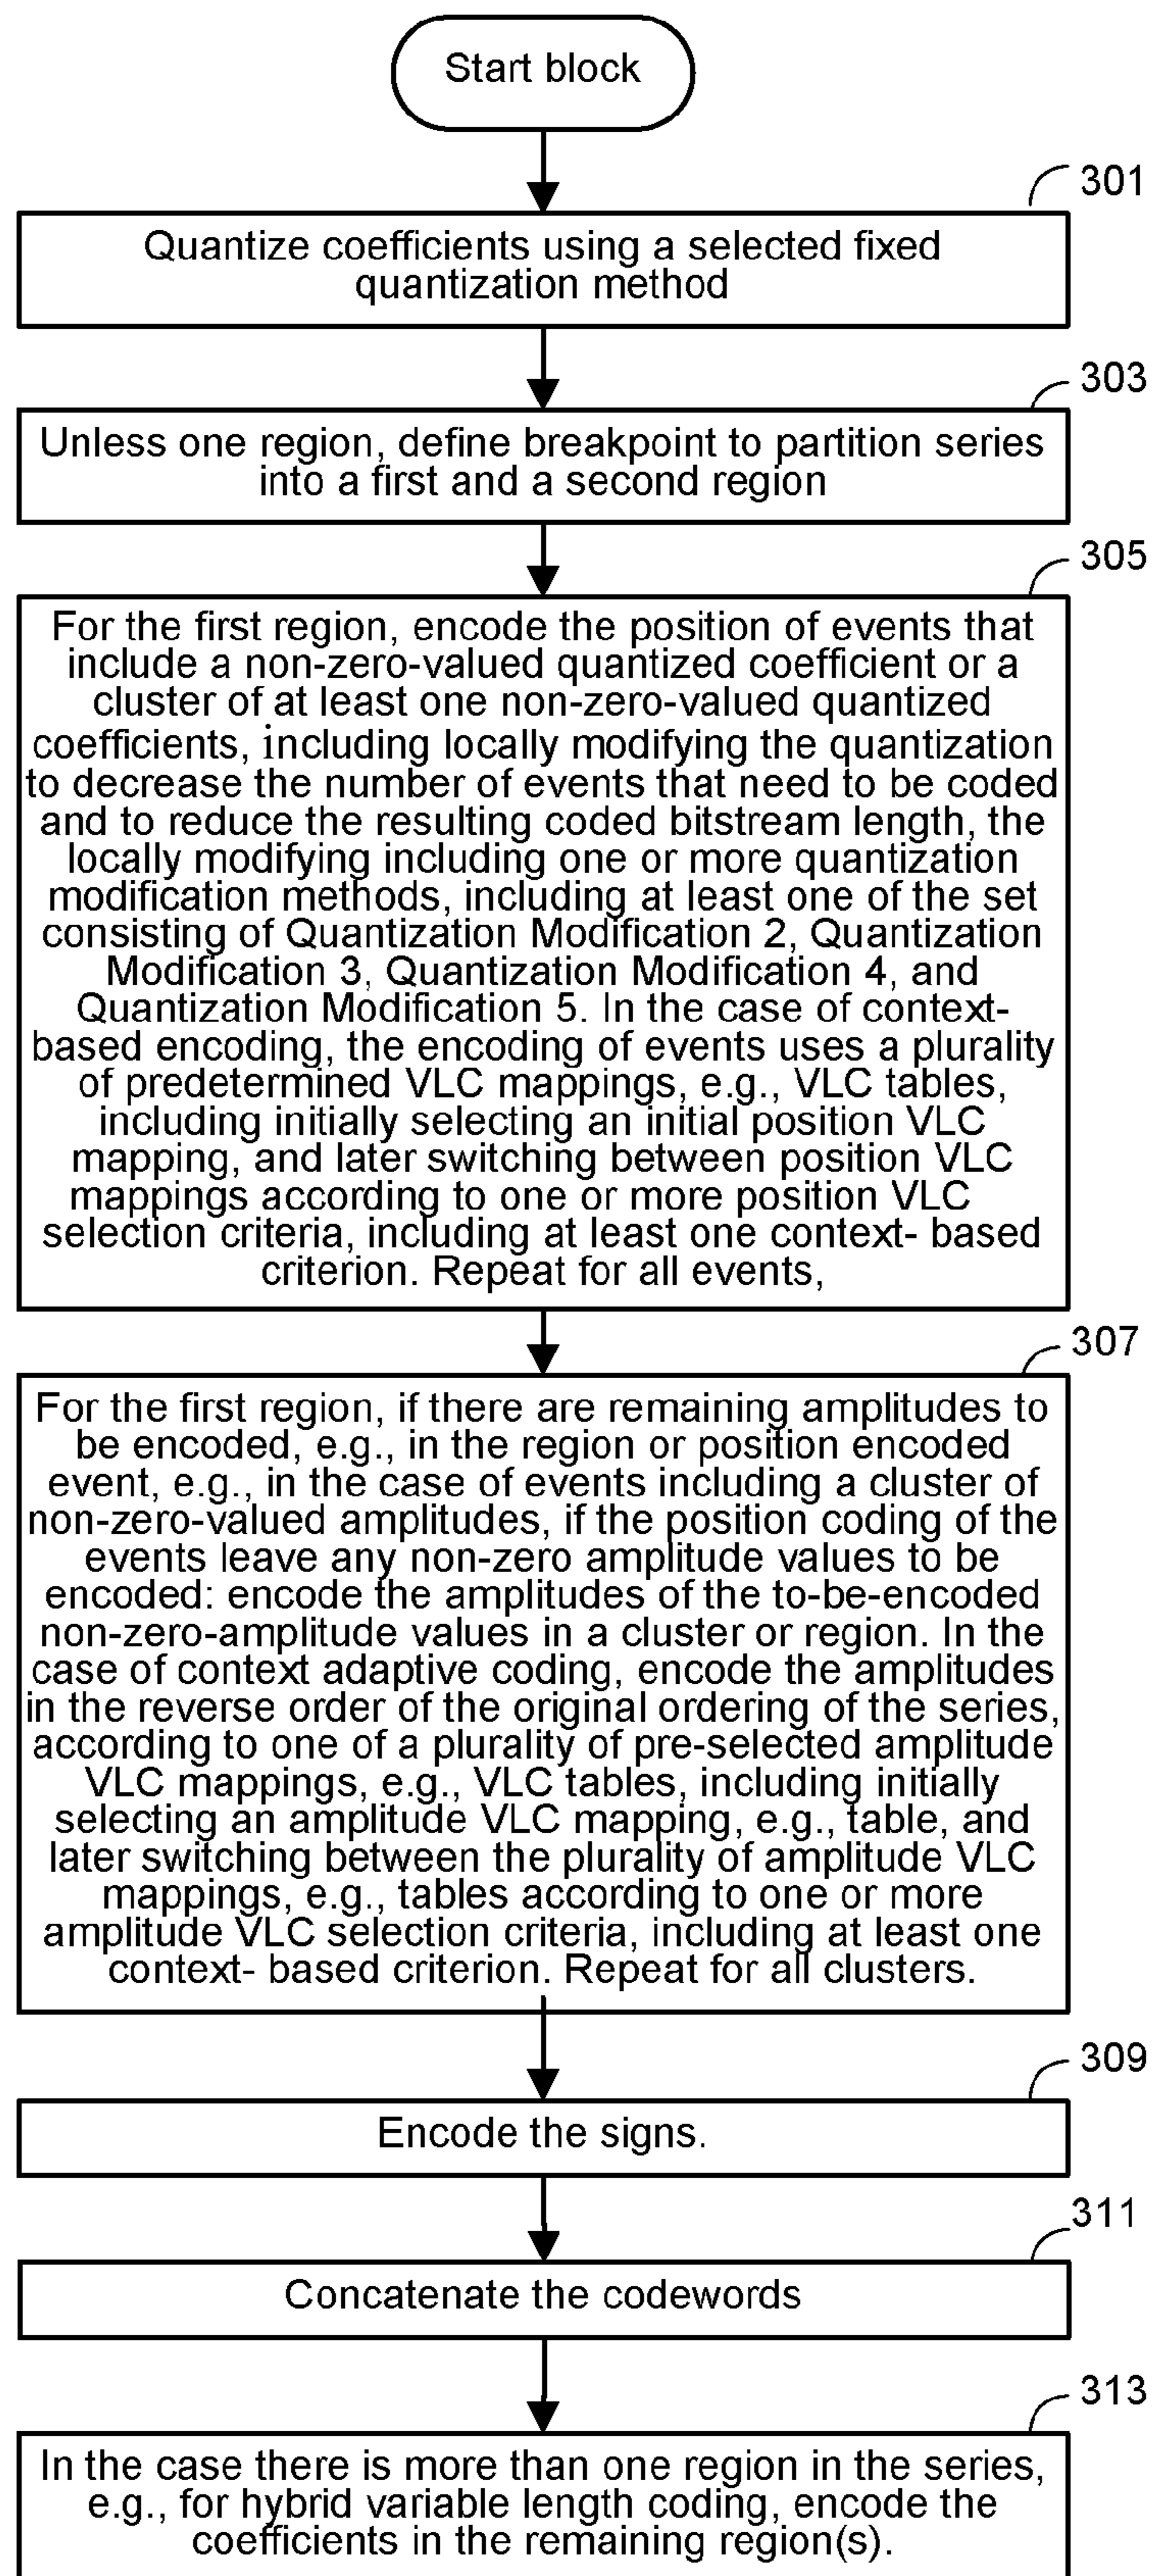 Start block
301
Quantize coefficients using a selected fixed
quantization method
303
Unless one region, define breakpoint to partition series
into a first and a second region
305
For the first region, encode the position of events that
include a non-zero-valued quantized coefficient or a
cluster of at least one non-zero-valued quantized
coefficients, including locally modifying the quantization
to decrease the number of events that need to be coded
and to reduce the resulting coded bitstream length, the
locally modifying including one or more quantization
modification methods, including at least one of the set
consisting of Quantization Modification 2, Quantization
Modification 3, Quantization Modification 4, and
Quantization Modification 5. In the case of context-
based encoding, the encoding of events uses a plurality
of predetermined VLC mappings, e.g., VLC tables,
including initially selecting an initial position VLC
mapping, and later switching between position VLC
mappings according to one or more position VLC
selection criteria, including at least one context- based
criterion. Repeat for all events,
307
For the first region, if there are remaining amplitudes to
be encoded, e.g., in the region or position encoded
event, e.g., in the case of events including a cluster of
non-zero-valued amplitudes, if the position coding of the
events leave any non-zero amplitude values to be
encoded: encode the amplitudes of the to-be-encoded
non-zero-amplitude values in a cluster or region. In the
case of context adaptive coding, encode the amplitudes
in the reverse order of the original ordering of the series,
according to one of a plurality of pre-selected amplitude
VLC mappings, e.g., VLC tables, including initially
selecting an amplitude VLC mapping, e.g., table, and
later switching between the plurality of amplitude VLC
mappings, e.g., tables according to one or more
amplitude VLC selection criteria, including at least one
context- based criterion. Repeat for all clusters.
309
Encode the signs.
311
Concatenate the codewords
313
In the case there is more than one region in the series,
e.g., for hybrid variable length coding, encode the
coefficients in the remaining region(s).